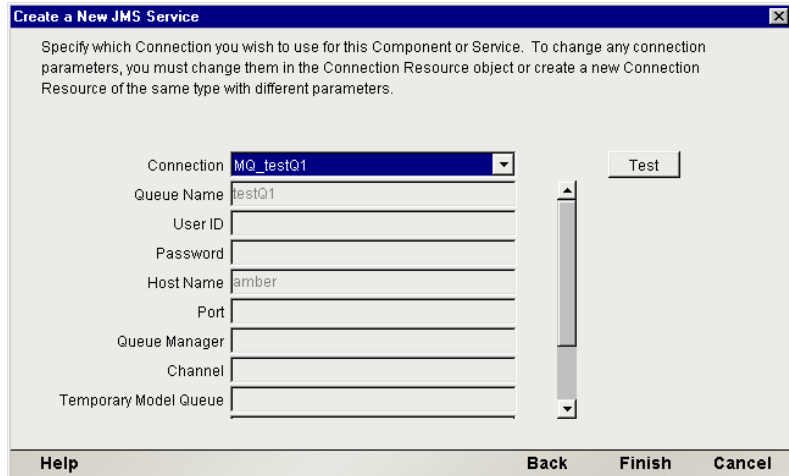 Create a New JMS Service
Specify which Connection you wish to use for this Component or Service. To change any connection
parameters, you must change them in the Connection Resource object or create a new Connection
Resource of the same type with different parameters.
Connection MQ_testQ1 Test
Queue Name testQ1
User ID
Password
Host Name amber
Port
Queue Manager
Channel
Temporary Model Queue
Help Back Finish Cancel